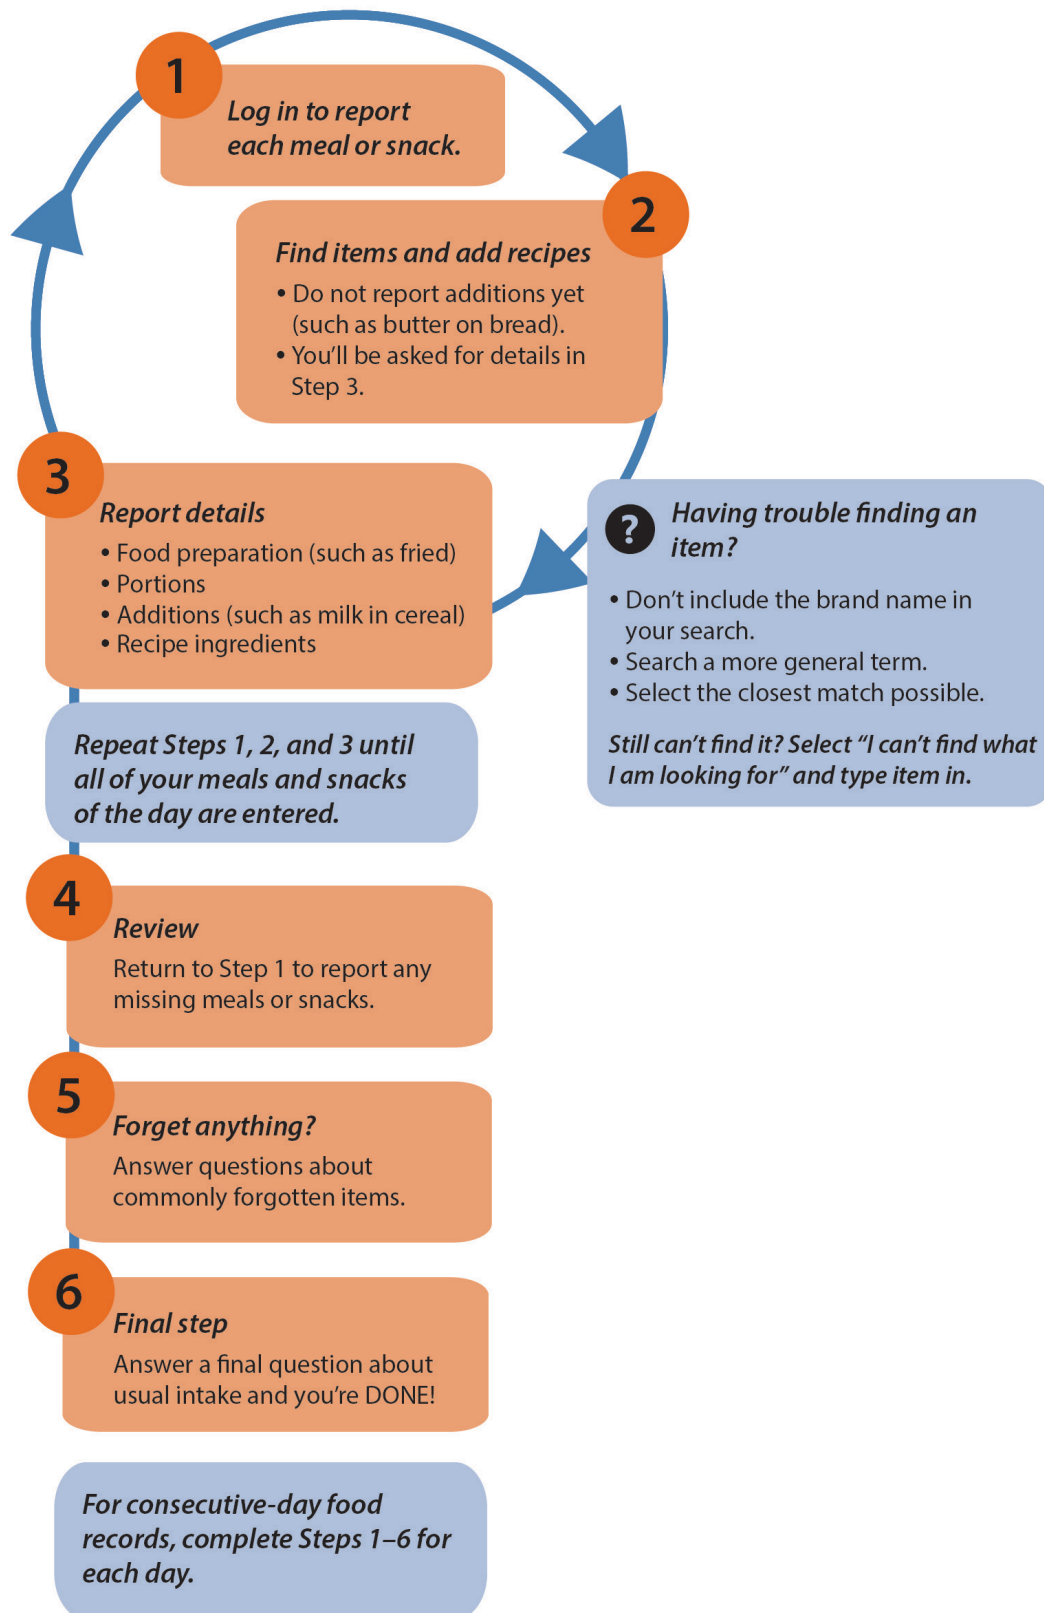 1
Log in to report
each meal or snack.
2
Find items and add recipes
• Do not report additions yet
(such as butter on bread).
• You’ll be asked for details in
Step 3.
3
Report details
• Food preparation (such as fried)
• Portions
• Additions (such as milk in cereal)
• Recipe ingredients
?
Having trouble finding an
item?
• Don’t include the brand name in
your search.
• Search a more general term.
• Select the closest match possible.
Still can’t find it? Select “I can’t find what
I am looking for” and type item in.
Repeat Steps 1, 2, and 3 until
all of your meals and snacks
of the day are entered.
4
Review
Return to Step 1 to report any
missing meals or snacks.
5
Forget anything?
Answer questions about
commonly forgotten items.
6
Final step
Answer a final question about
usual intake and you’re DONE!
For consecutive-day food
records, complete Steps 1–6 for
each day.